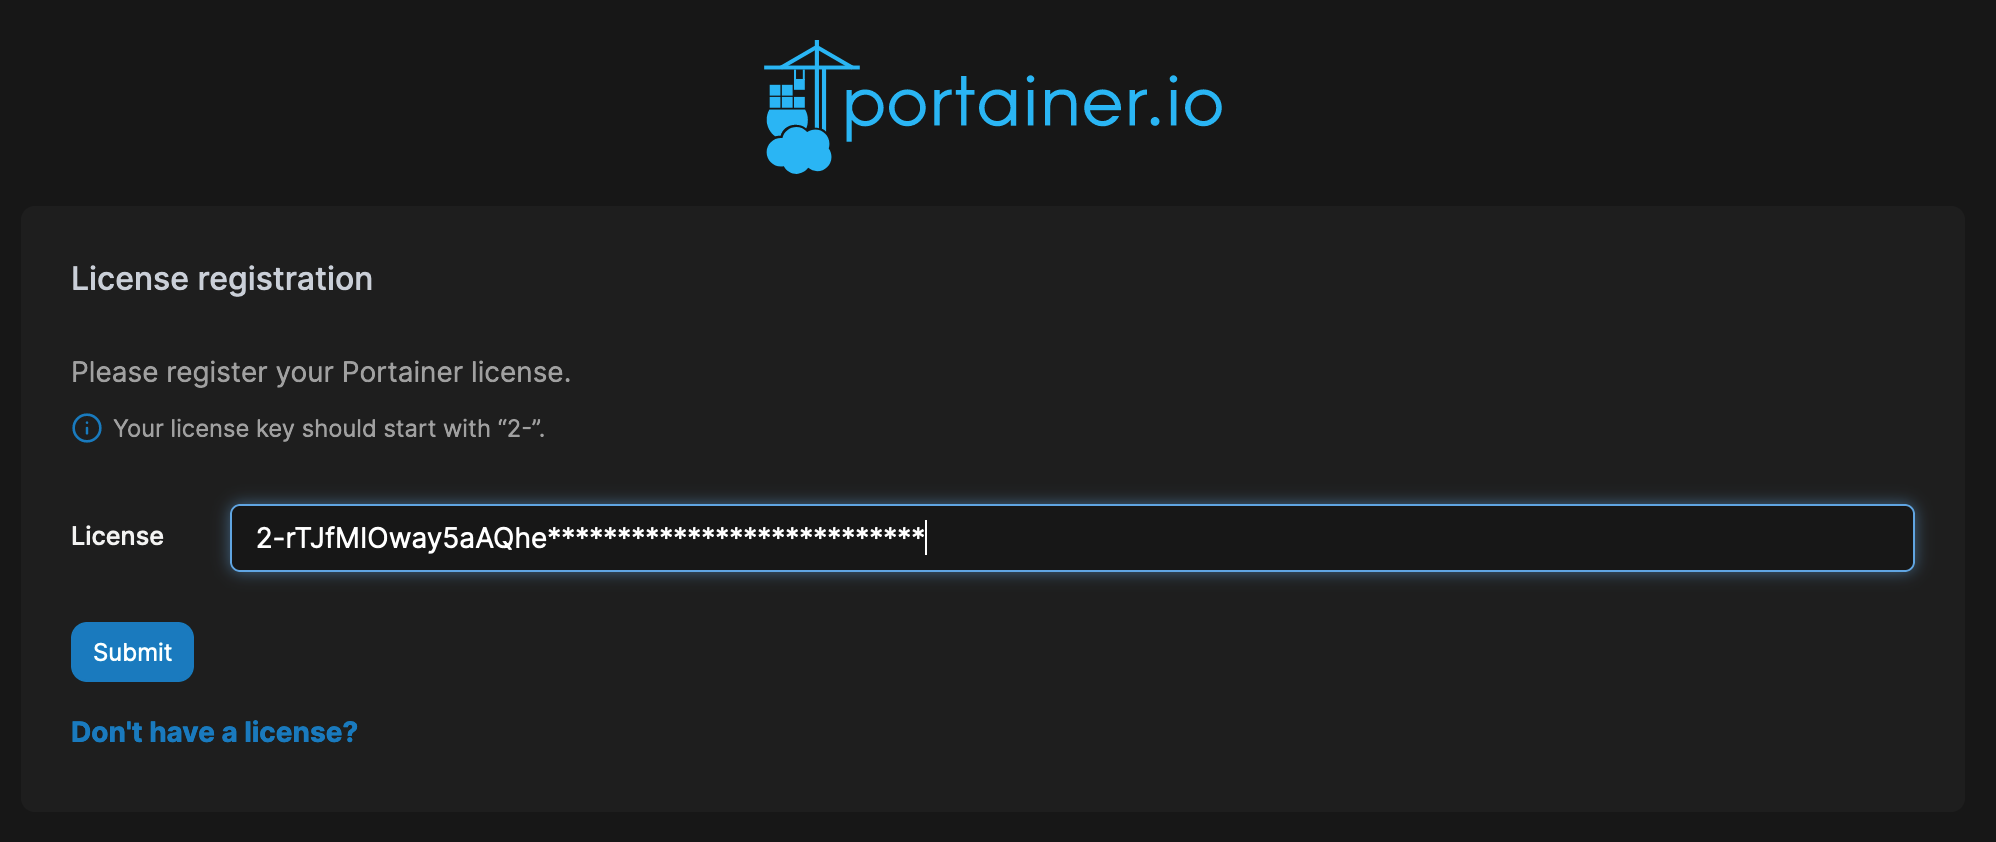 portainer.io
License registration
Please register your Portainer license.
Your license key should start with “2-”.
License
2-rTJfMIOway5aAQhe***************************
Submit
Don't have a license?